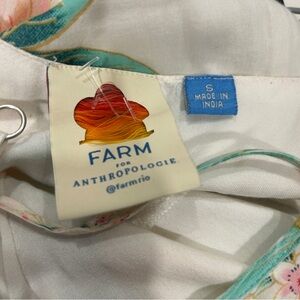 FARM
FOR
ANTHROPOLOGIE
@farmrio
S
MADE IN
INDIA